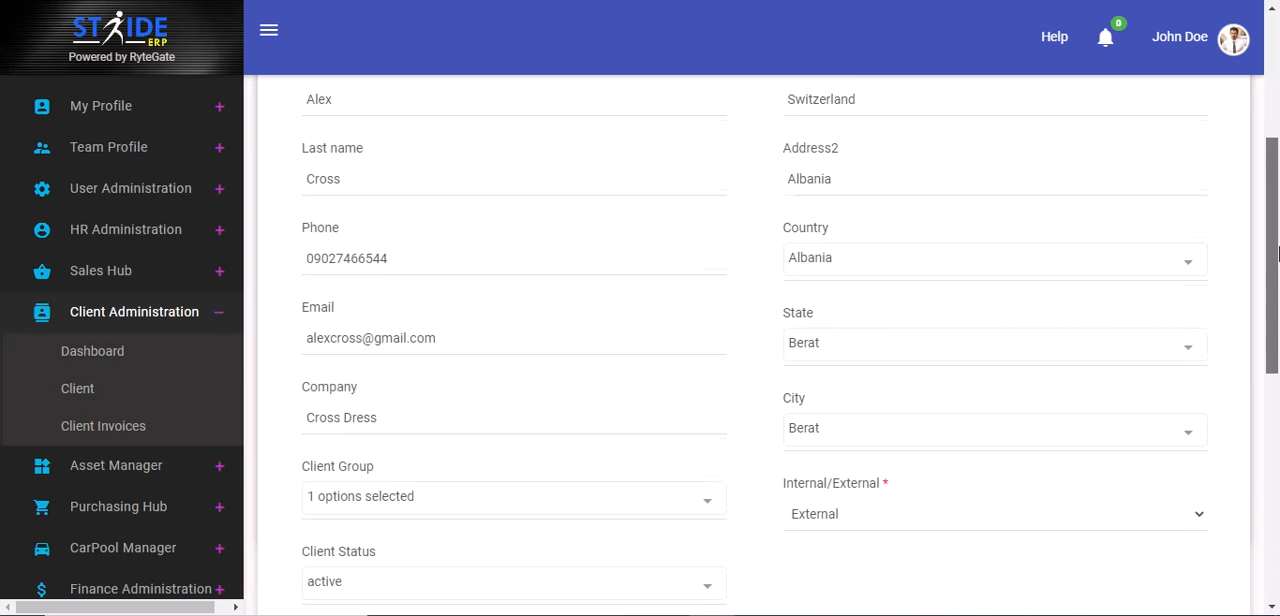 STRIDE
ERP
Powered by RyteGate
My Profile +
Team Profile +
User Administration +
HR Administration +
Sales Hub +
Client Administration −
Dashboard
Client
Client Invoices
Asset Manager +
Purchasing Hub +
CarPool Manager +
Finance Administration +
Help
0
John Doe
Alex
Last name
Cross
Phone
09027466544
Email
alexcross@gmail.com
Company
Cross Dress
Client Group
1 options selected
Client Status
active
Switzerland
Address2
Albania
Country
Albania
State
Berat
City
Berat
Internal/External *
External